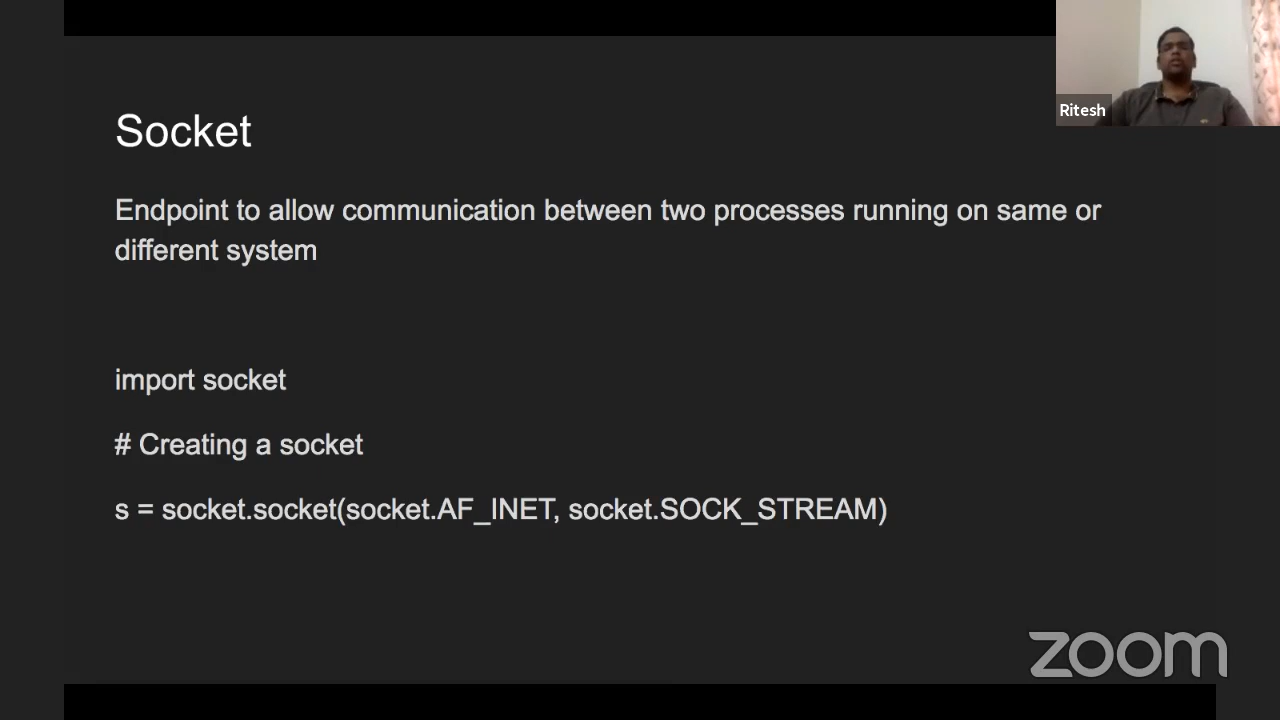 Ritesh
Socket
Endpoint to allow communication between two processes running on same or
different system
import socket
# Creating a socket
s = socket.socket(socket.AF_INET, socket.SOCK_STREAM)
zoom